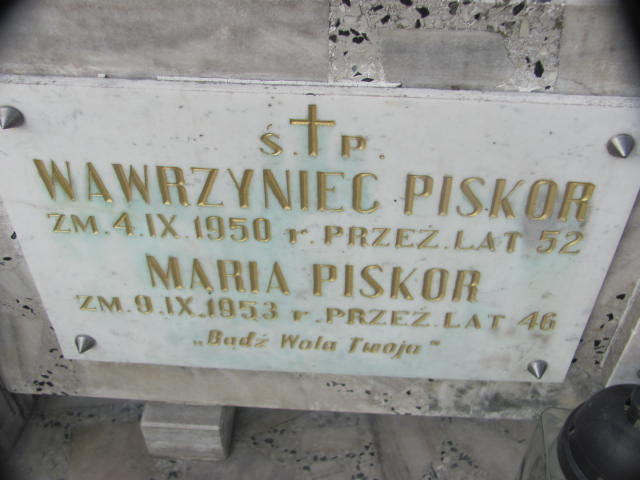 Ś. P.
WAWRZYNIEC PISKOR
ZM. 4. IX. 1950 r. PRZEŻ. LAT 52
MARIA PISKOR
ZM. 9. IX. 1953 r. PRZEŻ. LAT 46
„Bądź Wola Twoja"